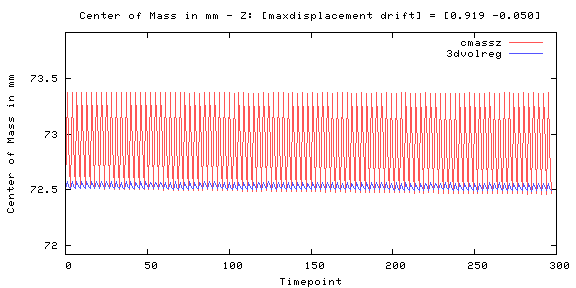 Center of Mass in mm - Z: [maxdisplacement drift] = [0.919 -0.050]
cmassz
3dvolreg
73.5
73
72.5
72
Center of Mass in mm
0 50 100 150 200 250 300
Timepoint